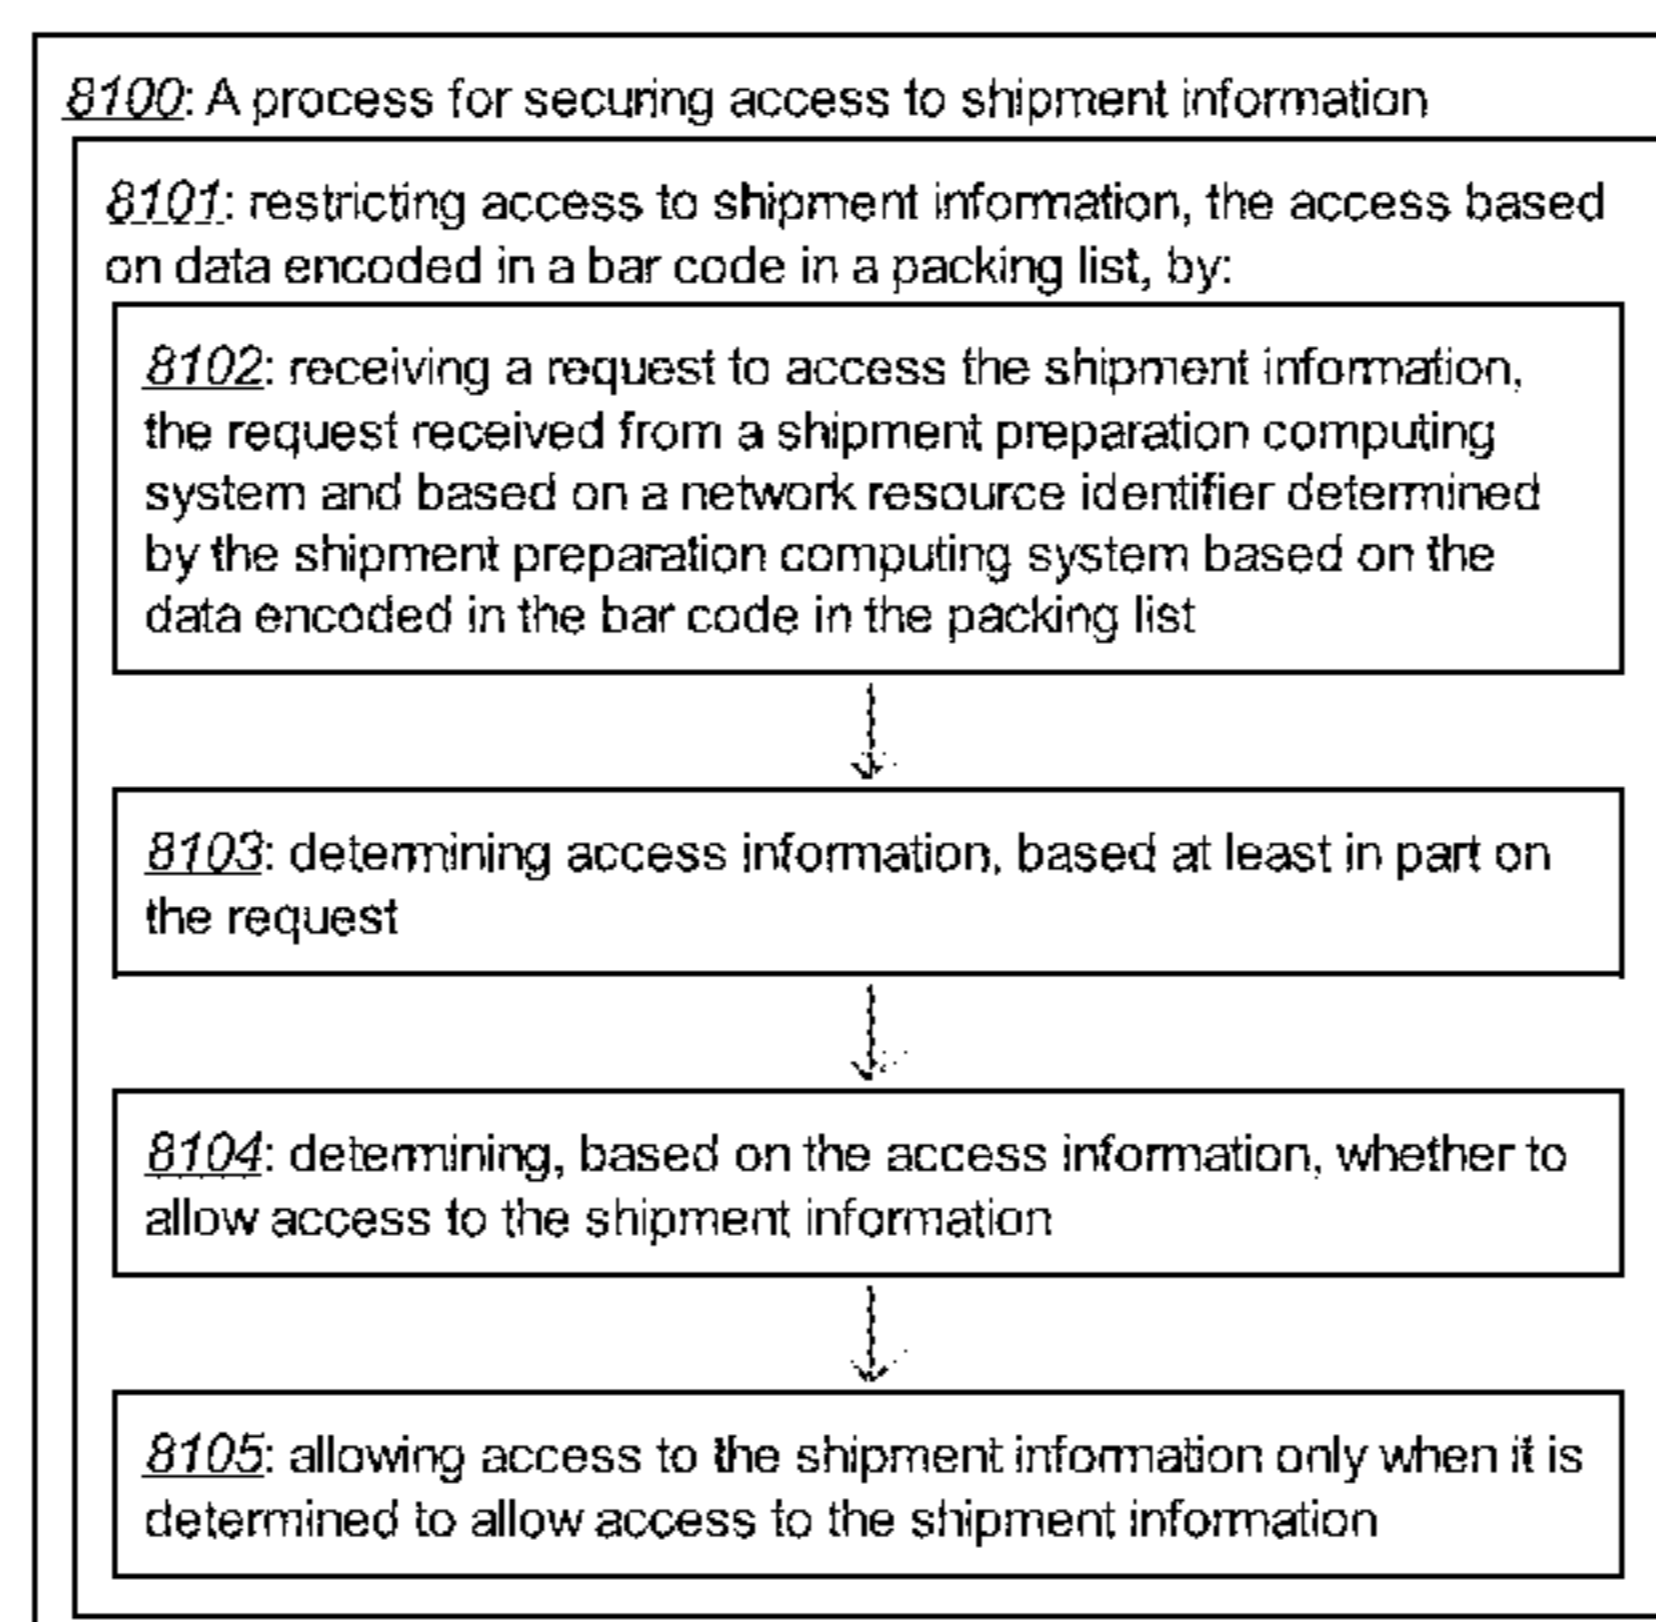 8100: A process for securing access to shipment information
8101: restricting access to shipment information, the access based
on data encoded in a bar code in a packing list, by:
8102: receiving a request to access the shipment information,
the request received from a shipment preparation computing
system and based on a network resource identifier determined
by the shipment preparation computing system based on the
data encoded in the bar code in the packing list
8103: determining access information, based at least in part on
the request
8104: determining, based on the access information, whether to
allow access to the shipment information
8105: allowing access to the shipment information only when it is
determined to allow access to the shipment information